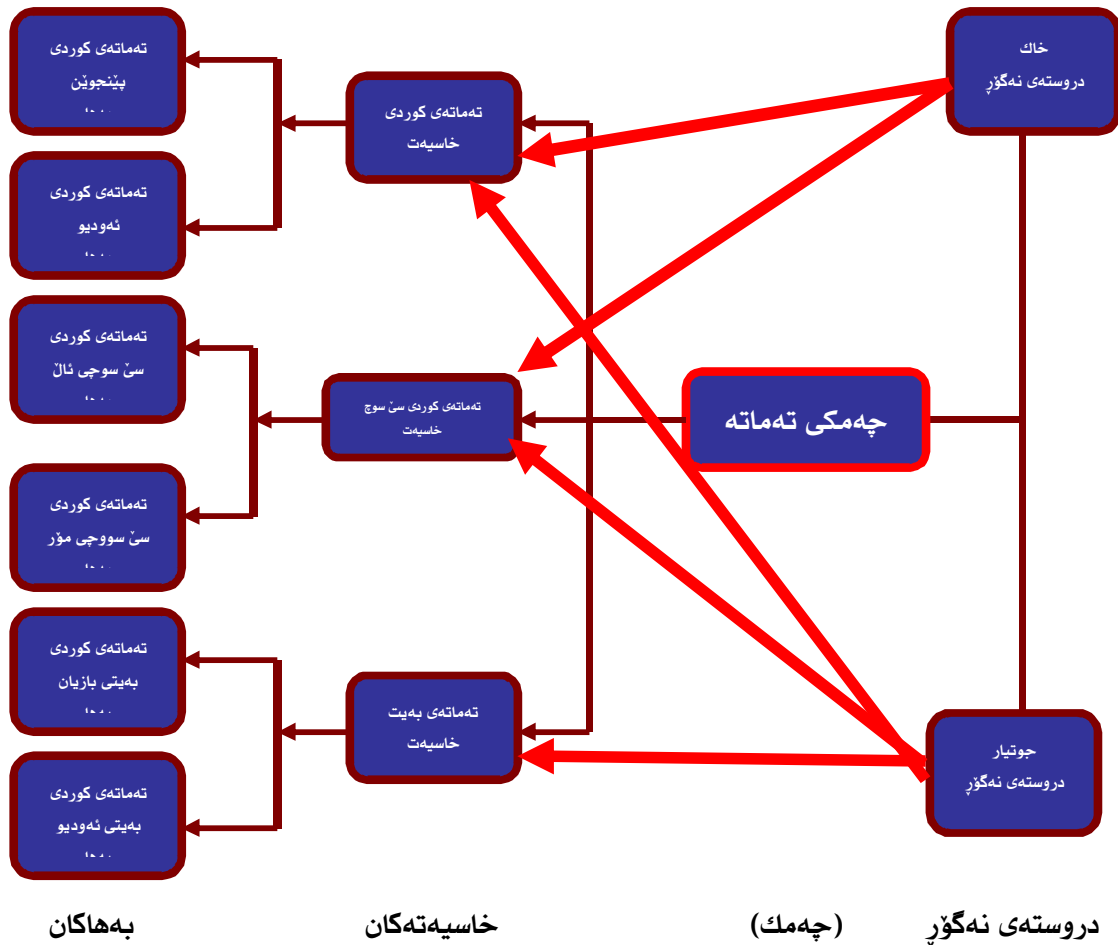 خاك
دروستەی نەگۆڕ
جوتیار
دروستەی نەگۆڕ
چەمکی تەماتە
تەماتەی کوردی
خاسیەت
تەماتەی کوردی سێ سوچ
خاسیەت
تەماتەی بەیت
خاسیەت
تەماتەی کوردی
پێنجوێن
تەماتەی کوردی
ئەودیو
تەماتەی کوردی
سێ سوچی ئاڵ
تەماتەی کوردی
سێ سووچی مۆر
تەماتەی کوردی
بەیتی بازیان
تەماتەی کوردی
بەیتی ئەودیو
دروستەی نەگۆڕ (چەمك) خاسیەتەکان بەهاکان